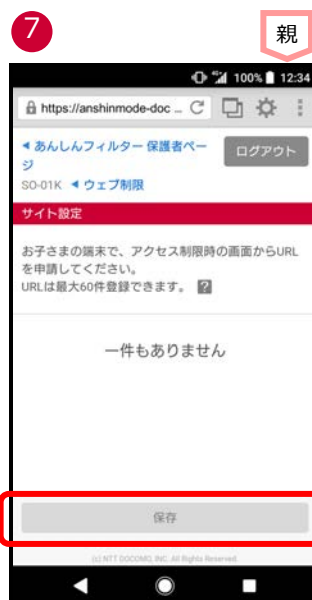 7
親
100% 12:34
https://anshinmode-doc ...
あんしんフィルター 保護者ペー
ジ
ログアウト
SO-01K ウェブ制限
サイト設定
お子さまの端末で、アクセス制限時の画面からURL
を申請してください。
URLは最大60件登録できます。 ?
一件もありません
保存
(c) NTT DOCOMO, INC. All Rights Reserved.